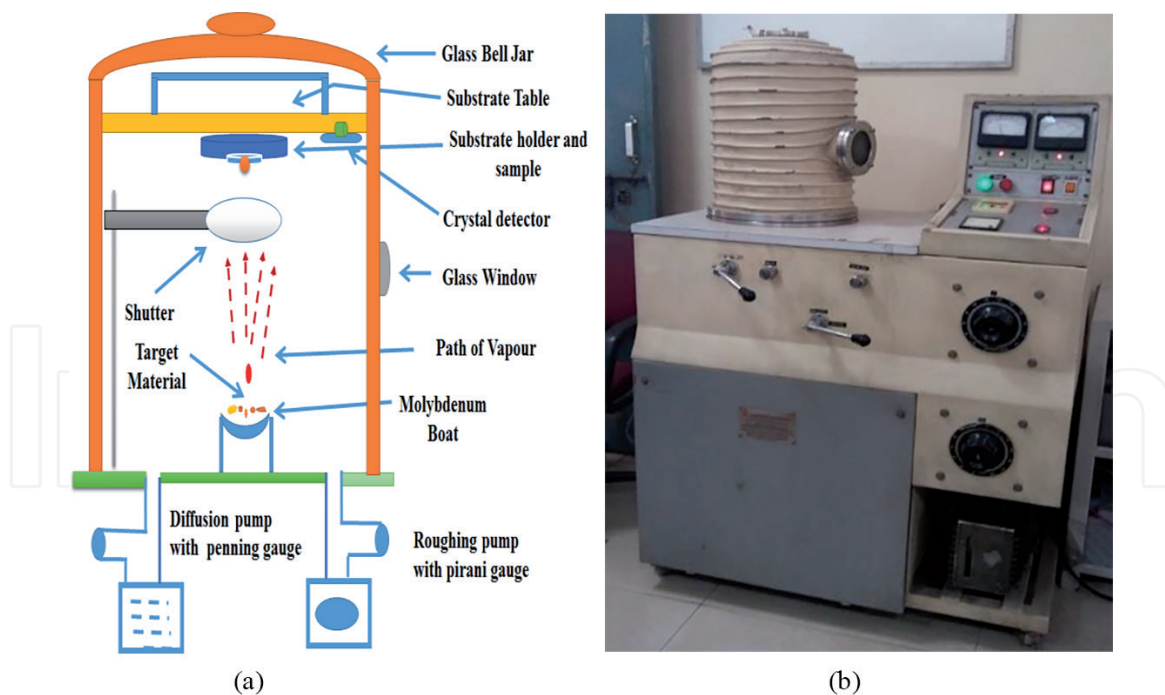 Glass Bell Jar
Substrate Table
Substrate holder and
sample
Crystal detector
Glass Window
Shutter
Target
Material
Path of Vapour
Molybdenum
Boat
Diffusion pump
with penning gauge
Roughing pump
with pirani gauge
(a)
(b)